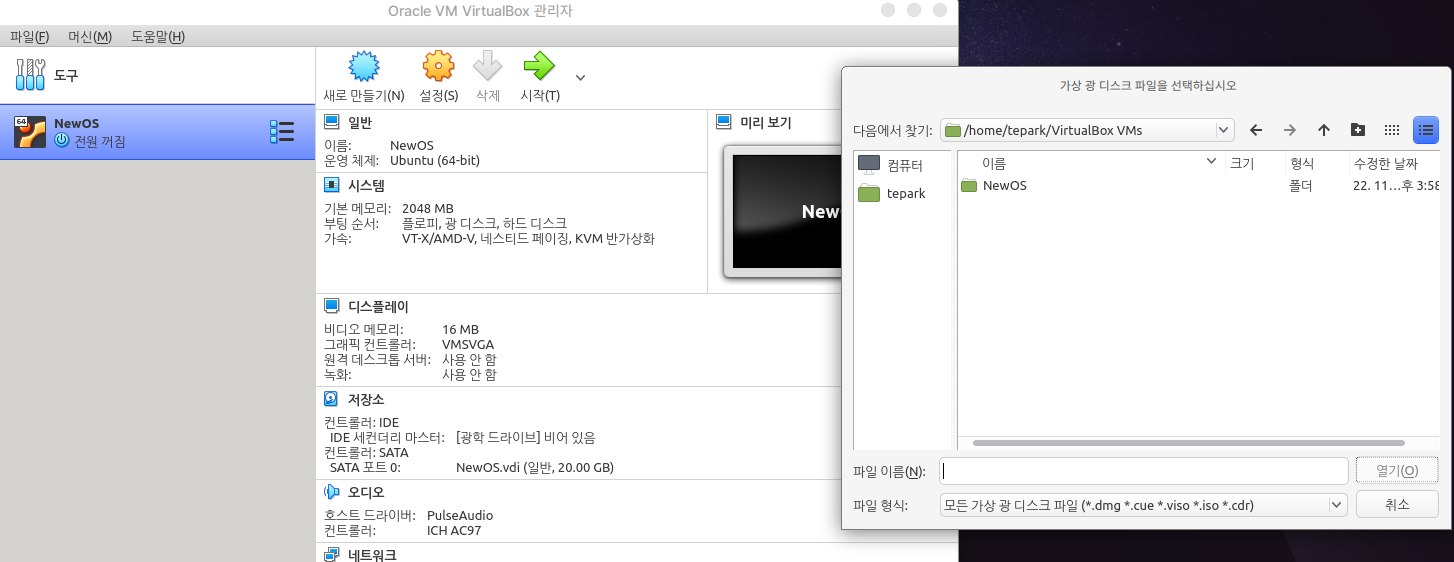 Oracle VM VirtualBox 관리자
파일(F) 머신(M) 도움말(H)
도구
새로 만들기(N) 설정(S) 삭제 시작(T)
64
NewOS
전원 꺼짐
일반
이름: NewOS
운영 체제: Ubuntu (64-bit)
시스템
기본 메모리: 2048 MB
부팅 순서: 플로피, 광 디스크, 하드 디스크
가속: VT-X/AMD-V, 네스티드 페이징, KVM 반가상화
미리 보기
New
디스플레이
비디오 메모리: 16 MB
그래픽 컨트롤러: VMSVGA
원격 데스크톱 서버: 사용 안 함
녹화: 사용 안 함
저장소
컨트롤러: IDE
IDE 세컨더리 마스터: [광학 드라이브] 비어 있음
컨트롤러: SATA
SATA 포트 0: NewOS.vdi (일반, 20.00 GB)
오디오
호스트 드라이버: PulseAudio
컨트롤러: ICH AC97
네트워크
가상 광 디스크 파일을 선택하십시오
다음에서 찾기: /home/tepark/VirtualBox VMs
컴퓨터
tepark
이름 크기 형식 수정한 날짜
NewOS 폴더 22. 11...후 3:58
파일 이름(N): 열기(O)
파일 형식: 모든 가상 광 디스크 파일 (*.dmg *.cue *.viso *.iso *.cdr) 취소